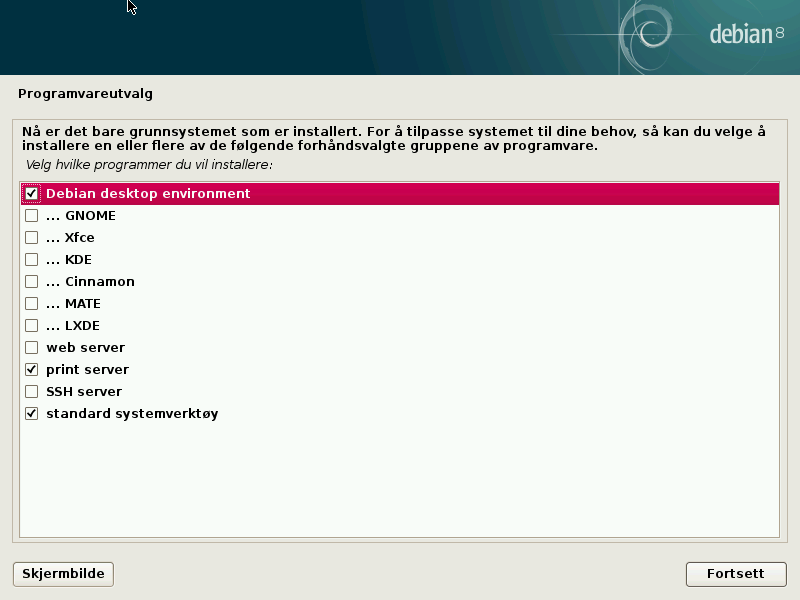 debian 8
Programvareutvalg
Nå er det bare grunnsystemet som er installert. For å tilpasse systemet til dine behov, så kan du velge å
installere en eller flere av de følgende forhåndsvalgte gruppene av programvare.
Velg hvilke programmer du vil installere:
Debian desktop environment
... GNOME
... Xfce
... KDE
... Cinnamon
... MATE
... LXDE
web server
print server
SSH server
standard systemverktøy
Skjermbilde
Fortsett